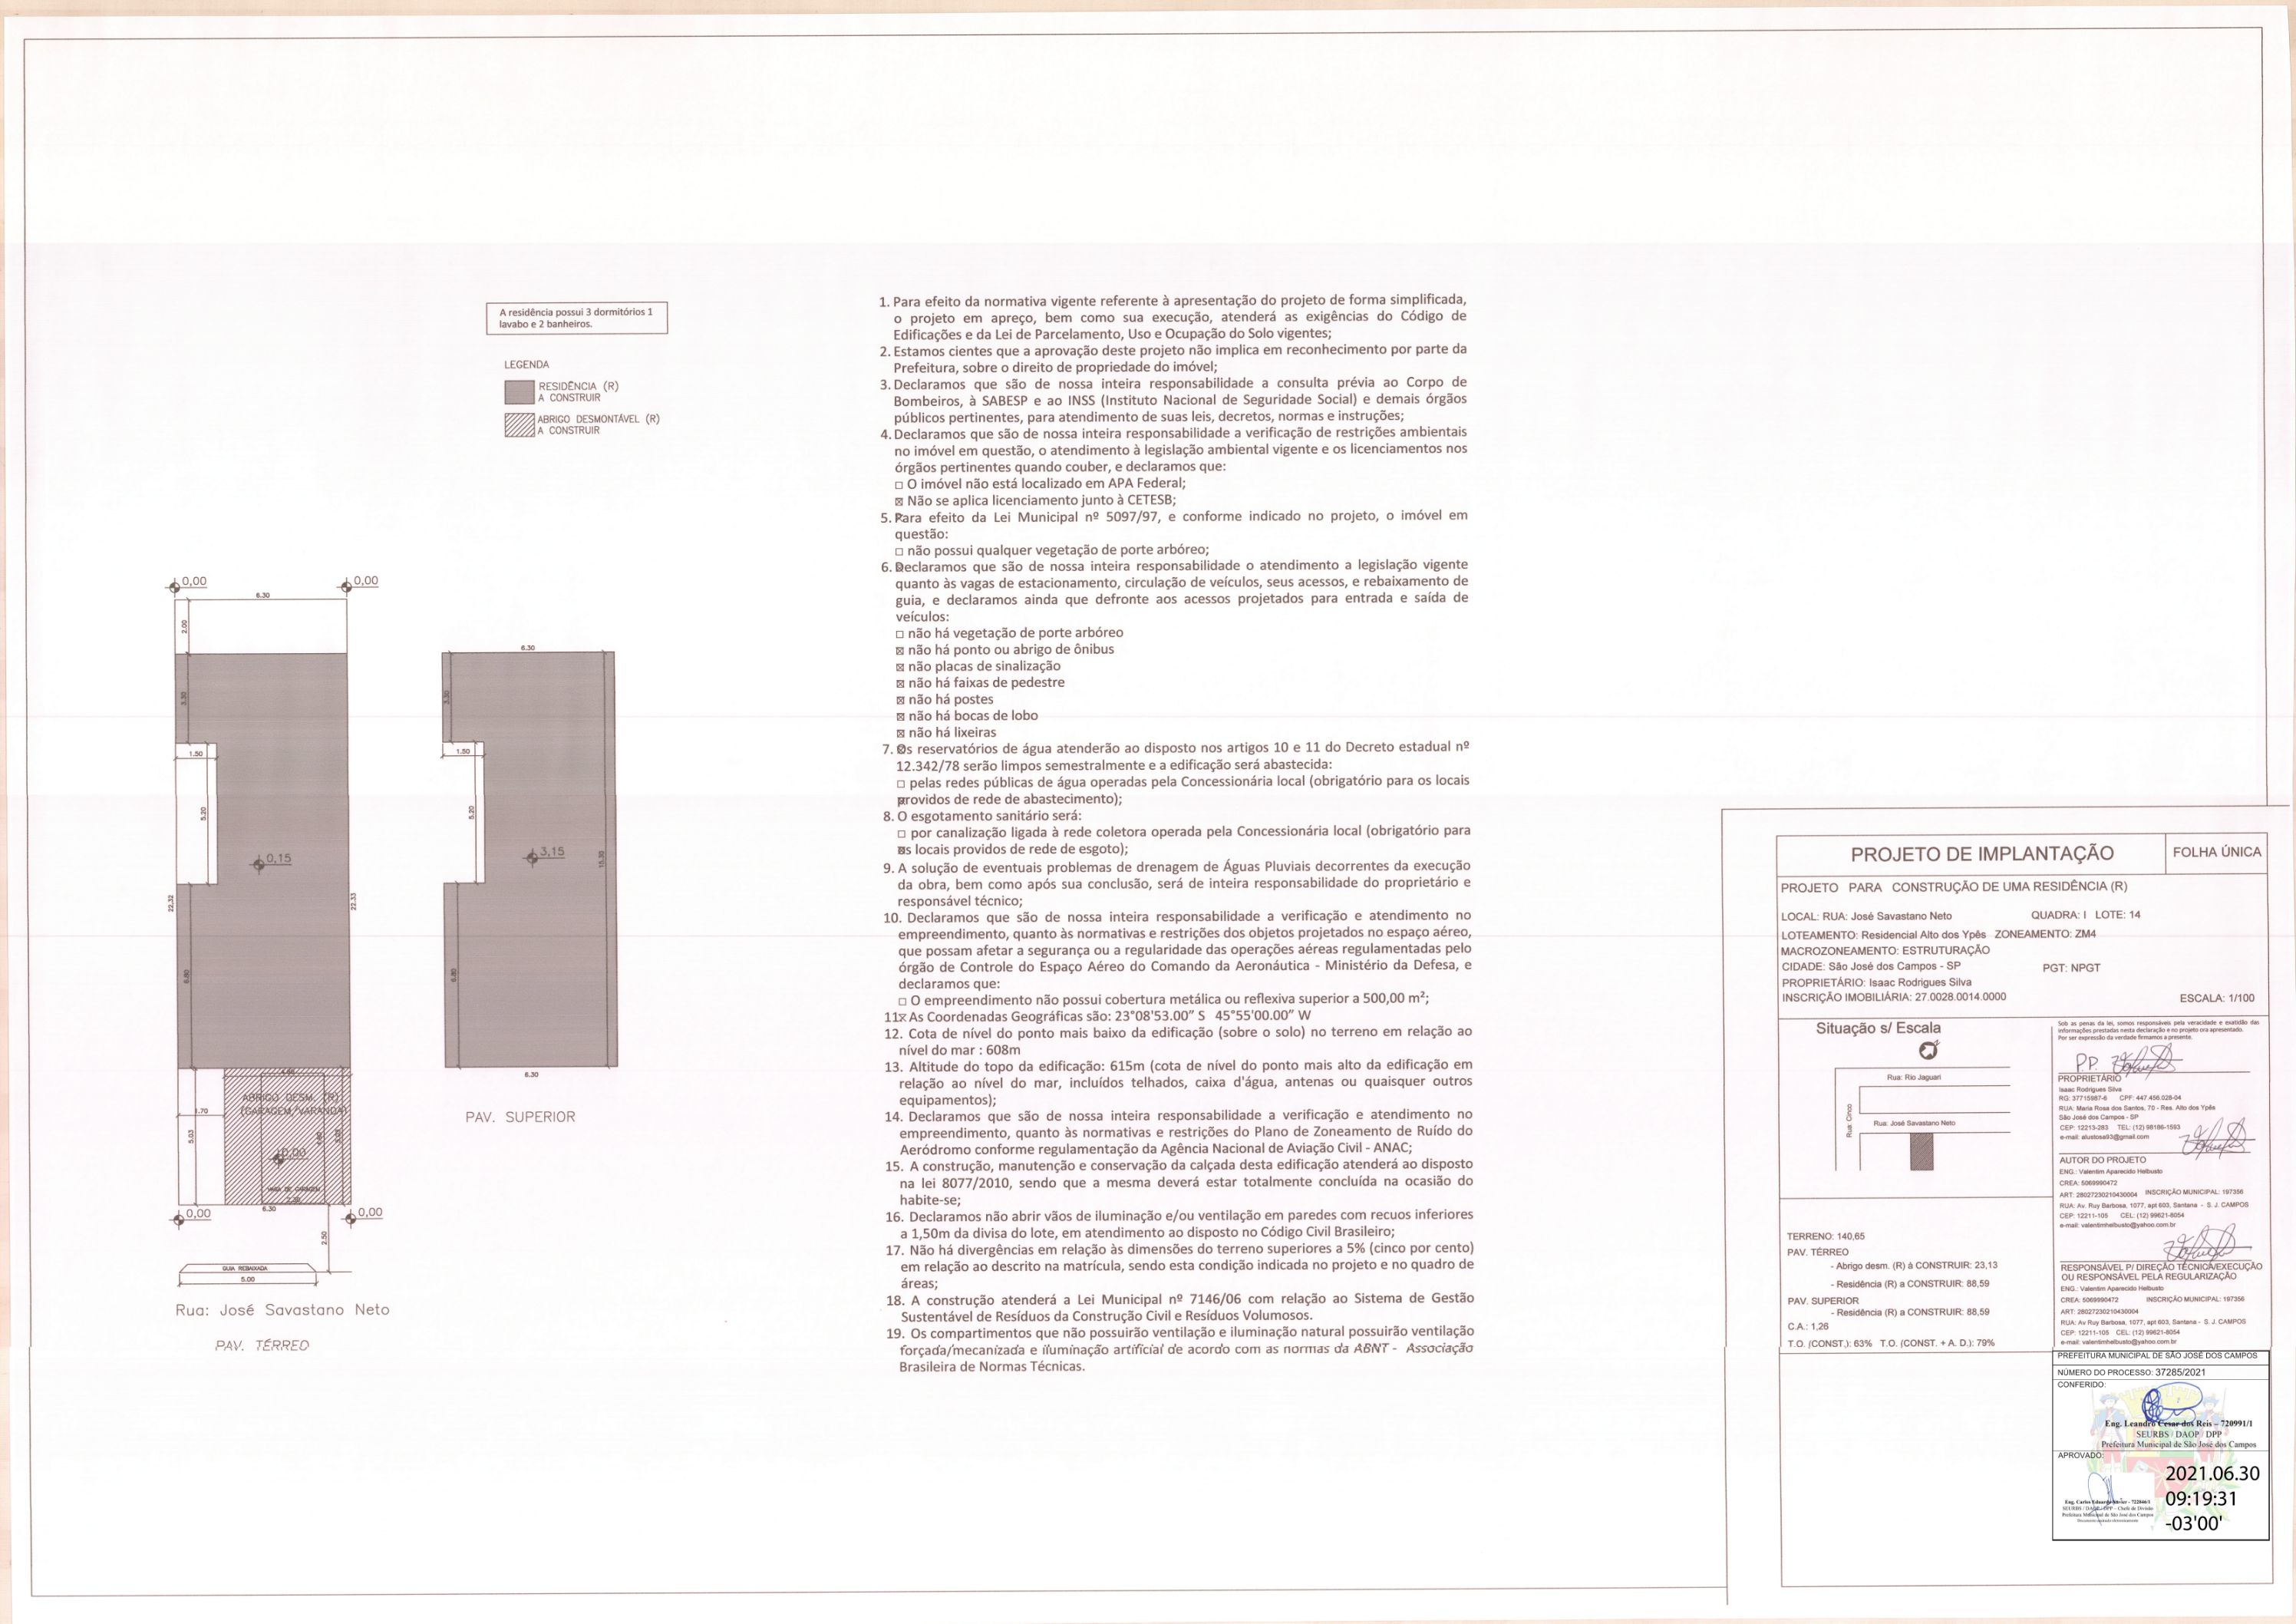 A residência possui 3 dormitórios 1
lavabo e 2 banheiros.
LEGENDA
RESIDÊNCIA (R)
A CONSTRUIR
ABRIGO DESMONTÁVEL (R)
A CONSTRUIR
0,00
0,00
6.30
2.00
3.30
1.50
5.20
0,15
22.32
22.33
6.80
ABRIGO DESM. (R)
(GARAGEM/VARANDA)
1.70
5.03
0,00
VAGA DE GARAGEM
6.30
0,00
0,00
2.50
GUIA REBAIXADA
5.00
Rua: José Savastano Neto
PAV. TÉRREO
6.30
3.30
1.50
5.20
3,15
15.30
6.80
6.30
PAV. SUPERIOR
1. Para efeito da normativa vigente referente à apresentação do projeto de forma simplificada,
o projeto em apreço, bem como sua execução, atenderá as exigências do Código de
Edificações e da Lei de Parcelamento, Uso e Ocupação do Solo vigentes;
2. Estamos cientes que a aprovação deste projeto não implica em reconhecimento por parte da
Prefeitura, sobre o direito de propriedade do imóvel;
3. Declaramos que são de nossa inteira responsabilidade a consulta prévia ao Corpo de
Bombeiros, à SABESP e ao INSS (Instituto Nacional de Seguridade Social) e demais órgãos
públicos pertinentes, para atendimento de suas leis, decretos, normas e instruções;
4. Declaramos que são de nossa inteira responsabilidade a verificação de restrições ambientais
no imóvel em questão, o atendimento à legislação ambiental vigente e os licenciamentos nos
órgãos pertinentes quando couber, e declaramos que:
□ O imóvel não está localizado em APA Federal;
☒ Não se aplica licenciamento junto à CETESB;
5. Para efeito da Lei Municipal nº 5097/97, e conforme indicado no projeto, o imóvel em
questão:
□ não possui qualquer vegetação de porte arbóreo;
6. Declaramos que são de nossa inteira responsabilidade o atendimento a legislação vigente
quanto às vagas de estacionamento, circulação de veículos, seus acessos, e rebaixamento de
guia, e declaramos ainda que defronte aos acessos projetados para entrada e saída de
veículos:
□ não há vegetação de porte arbóreo
☒ não há ponto ou abrigo de ônibus
☒ não placas de sinalização
☒ não há faixas de pedestre
☒ não há postes
☒ não há bocas de lobo
☒ não há lixeiras
7. Os reservatórios de água atenderão ao disposto nos artigos 10 e 11 do Decreto estadual nº
12.342/78 serão limpos semestralmente e a edificação será abastecida:
□ pelas redes públicas de água operadas pela Concessionária local (obrigatório para os locais
providos de rede de abastecimento);
8. O esgotamento sanitário será:
□ por canalização ligada à rede coletora operada pela Concessionária local (obrigatório para
os locais providos de rede de esgoto);
9. A solução de eventuais problemas de drenagem de Águas Pluviais decorrentes da execução
da obra, bem como após sua conclusão, será de inteira responsabilidade do proprietário e
responsável técnico;
10. Declaramos que são de nossa inteira responsabilidade a verificação e atendimento no
empreendimento, quanto às normativas e restrições dos objetos projetados no espaço aéreo,
que possam afetar a segurança ou a regularidade das operações aéreas regulamentadas pelo
órgão de Controle do Espaço Aéreo do Comando da Aeronáutica - Ministério da Defesa, e
declaramos que:
□ O empreendimento não possui cobertura metálica ou reflexiva superior a 500,00 m²;
11. As Coordenadas Geográficas são: 23°08'53.00" S 45°55'00.00" W
12. Cota de nível do ponto mais baixo da edificação (sobre o solo) no terreno em relação ao
nível do mar : 608m
13. Altitude do topo da edificação: 615m (cota de nível do ponto mais alto da edificação em
relação ao nível do mar, incluídos telhados, caixa d'água, antenas ou quaisquer outros
equipamentos);
14. Declaramos que são de nossa inteira responsabilidade a verificação e atendimento no
empreendimento, quanto às normativas e restrições do Plano de Zoneamento de Ruído do
Aeródromo conforme regulamentação da Agência Nacional de Aviação Civil - ANAC;
15. A construção, manutenção e conservação da calçada desta edificação atenderá ao disposto
na lei 8077/2010, sendo que a mesma deverá estar totalmente concluída na ocasião do
habite-se;
16. Declaramos não abrir vãos de iluminação e/ou ventilação em paredes com recuos inferiores
a 1,50m da divisa do lote, em atendimento ao disposto no Código Civil Brasileiro;
17. Não há divergências em relação às dimensões do terreno superiores a 5% (cinco por cento)
em relação ao descrito na matrícula, sendo esta condição indicada no projeto e no quadro de
áreas;
18. A construção atenderá a Lei Municipal nº 7146/06 com relação ao Sistema de Gestão
Sustentável de Resíduos da Construção Civil e Resíduos Volumosos.
19. Os compartimentos que não possuirão ventilação e iluminação natural possuirão ventilação
forçada/mecanizada e iluminação artificial de acordo com as normas da ABNT - Associação
Brasileira de Normas Técnicas.
PROJETO DE IMPLANTAÇÃO
FOLHA ÚNICA
PROJETO PARA CONSTRUÇÃO DE UMA RESIDÊNCIA (R)
LOCAL: RUA: José Savastano Neto QUADRA: I LOTE: 14
LOTEAMENTO: Residencial Alto dos Ypês ZONEAMENTO: ZM4
MACROZONEAMENTO: ESTRUTURAÇÃO
CIDADE: São José dos Campos - SP PGT: NPGT
PROPRIETÁRIO: Isaac Rodrigues Silva
INSCRIÇÃO IMOBILIÁRIA: 27.0028.0014.0000 ESCALA: 1/100
Situação s/ Escala
Rua: Rio Jaguari
Rua: Cinco
Rua: José Savastano Neto
TERRENO: 140,65
PAV. TÉRREO
- Abrigo desm. (R) à CONSTRUIR: 23,13
- Residência (R) a CONSTRUIR: 88,59
PAV. SUPERIOR
- Residência (R) a CONSTRUIR: 88,59
C.A.: 1,26
T.O. (CONST.): 63% T.O. (CONST. + A. D.): 79%
Sob as penas da lei, somos responsáveis pela veracidade e exatidão das
informações prestadas nesta declaração e no projeto ora apresentado.
Por ser expressão da verdade firmamos a presente.
PP.
PROPRIETÁRIO
Isaac Rodrigues Silva
RG: 37715987-6 CPF: 447.456.028-04
RUA: Maria Rosa dos Santos, 70 - Res. Alto dos Ypês
São José dos Campos - SP
CEP: 12213-283 TEL: (12) 98186-1593
e-mail: alustosa93@gmail.com
AUTOR DO PROJETO
ENG.: Valentim Aparecido Helbusto
CREA: 5069990472
ART: 28027230210430004 INSCRIÇÃO MUNICIPAL: 197356
RUA: Av. Ruy Barbosa, 1077, apt 603, Santana - S. J. CAMPOS
CEP: 12211-105 CEL: (12) 99621-8054
e-mail: valentimhelbusto@yahoo.com.br
RESPONSÁVEL P/ DIREÇÃO TÉCNICA/EXECUÇÃO
OU RESPONSÁVEL PELA REGULARIZAÇÃO
ENG.: Valentim Aparecido Helbusto
CREA: 5069990472 INSCRIÇÃO MUNICIPAL: 197356
ART: 28027230210430004
RUA: Av Ruy Barbosa, 1077, apt 603, Santana - S. J. CAMPOS
CEP: 12211-105 CEL: (12) 99621-8054
e-mail: valentimhelbusto@yahoo.com.br
PREFEITURA MUNICIPAL DE SÃO JOSÉ DOS CAMPOS
NÚMERO DO PROCESSO: 37285/2021
CONFERIDO:
Eng. Leandro Cesar dos Reis – 720991/1
SEURBS / DAOP / DPP
Prefeitura Municipal de São José dos Campos
APROVADO:
2021.06.30
09:19:31
-03'00'
Prefeitura Municipal de São José dos Campos